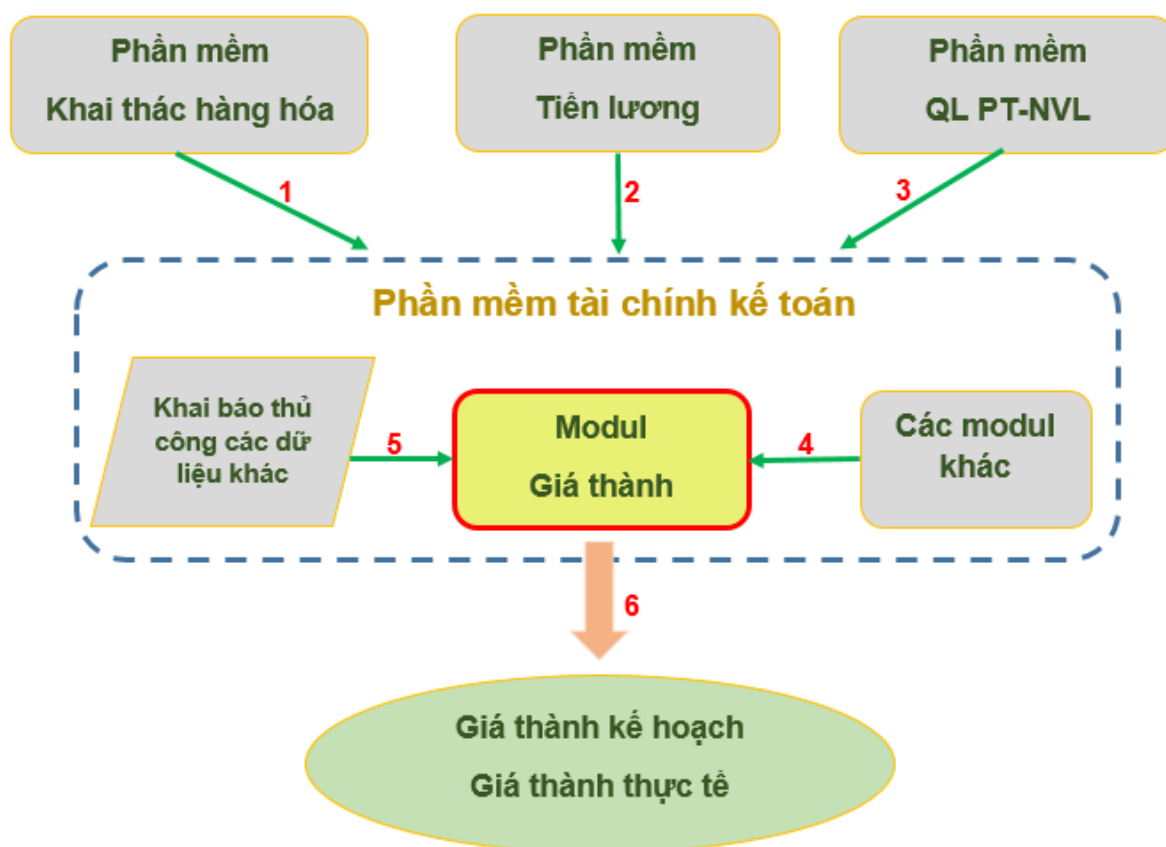 Phần mềm
Khai thác hàng hóa
Phần mềm
Tiền lương
Phần mềm
QL PT-NVL
1
2
3
Phần mềm tài chính kế toán
Khai báo thủ
công các dữ
liệu khác
5
Modul
Giá thành
4
Các modul
khác
6
Giá thành kế hoạch
Giá thành thực tế